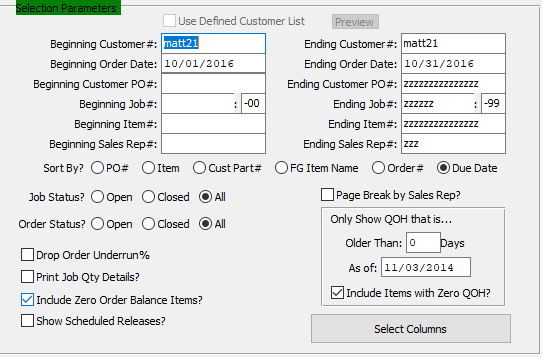 Selection Parameters
Use Defined Customer List Preview
Beginning Customer#: matt21 Ending Customer#: matt21
Beginning Order Date: 10/01/2016 Ending Order Date: 10/31/2016
Beginning Customer PO#: Ending Customer PO#: zzzzzzzzzzzzzzz
Beginning Job#: : -00 Ending Job#: zzzzzz : -99
Beginning Item#: Ending Item#: zzzzzzzzzzzzzzz
Beginning Sales Rep#: Ending Sales Rep#: zzz
Sort By? PO# Item Cust Part# FG Item Name Order# Due Date
Job Status? Open Closed All Page Break by Sales Rep?
Order Status? Open Closed All Only Show QOH that is...
Older Than: 0 Days
Drop Order Underrun%
As of: 11/03/2014
Print Job Qty Details?
Include Zero Order Balance Items? Include Items with Zero QOH?
Show Scheduled Releases? Select Columns